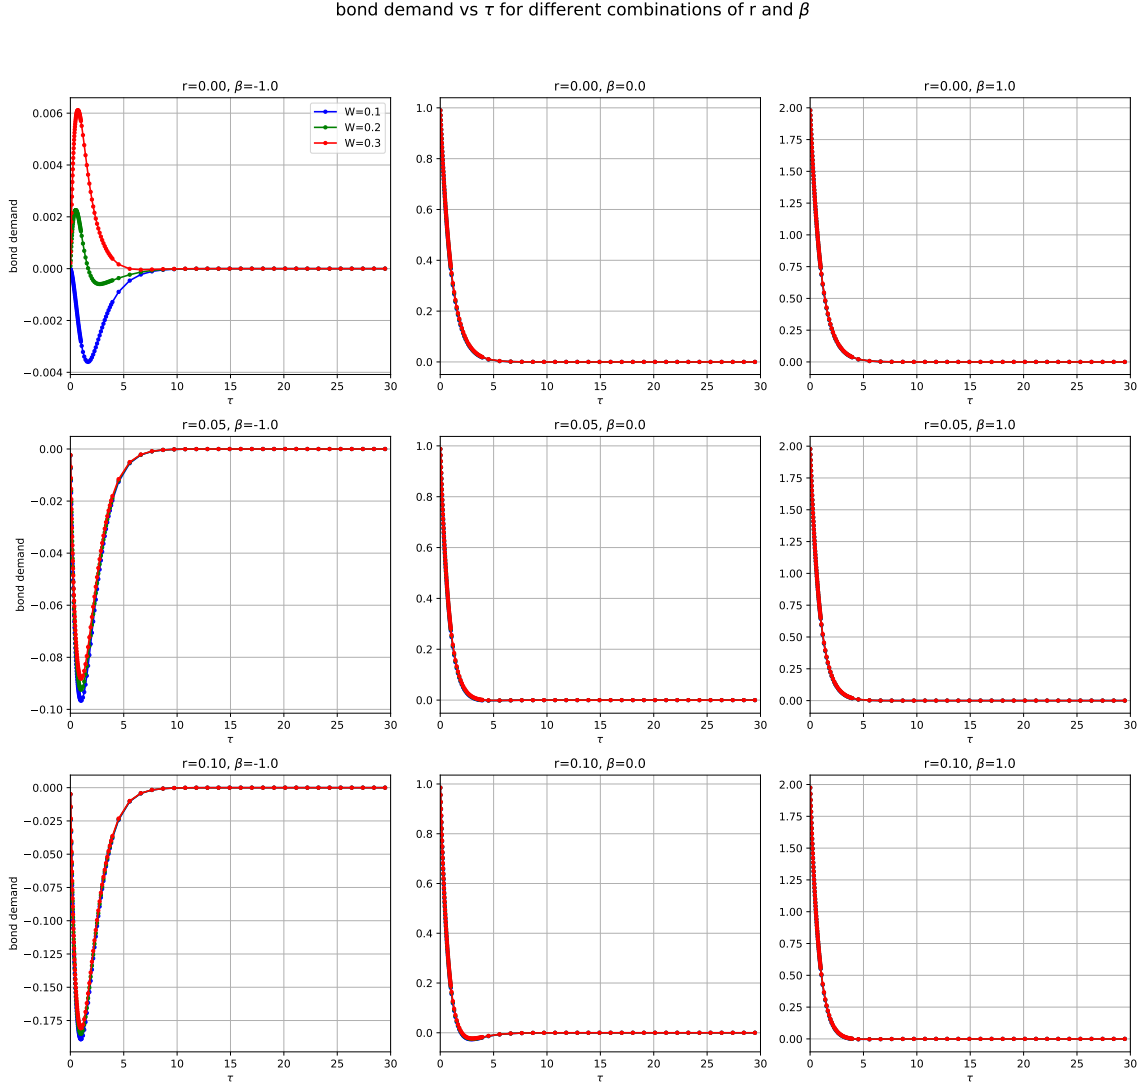 bond demand vs τ for different combinations of r and β
r=0.00, β=-1.0
bond demand
0.006
0.004
0.002
0.000
−0.002
−0.004
W=0.1
W=0.2
W=0.3
0 5 10 15 20 25 30
τ
r=0.00, β=0.0
1.0
0.8
0.6
0.4
0.2
0.0
0 5 10 15 20 25 30
τ
r=0.00, β=1.0
2.00
1.75
1.50
1.25
1.00
0.75
0.50
0.25
0.00
0 5 10 15 20 25 30
τ
r=0.05, β=-1.0
bond demand
0.00
−0.02
−0.04
−0.06
−0.08
−0.10
0 5 10 15 20 25 30
τ
r=0.05, β=0.0
1.0
0.8
0.6
0.4
0.2
0.0
0 5 10 15 20 25 30
τ
r=0.05, β=1.0
2.00
1.75
1.50
1.25
1.00
0.75
0.50
0.25
0.00
0 5 10 15 20 25 30
τ
r=0.10, β=-1.0
bond demand
0.000
−0.025
−0.050
−0.075
−0.100
−0.125
−0.150
−0.175
0 5 10 15 20 25 30
τ
r=0.10, β=0.0
1.0
0.8
0.6
0.4
0.2
0.0
0 5 10 15 20 25 30
τ
r=0.10, β=1.0
2.00
1.75
1.50
1.25
1.00
0.75
0.50
0.25
0.00
0 5 10 15 20 25 30
τ